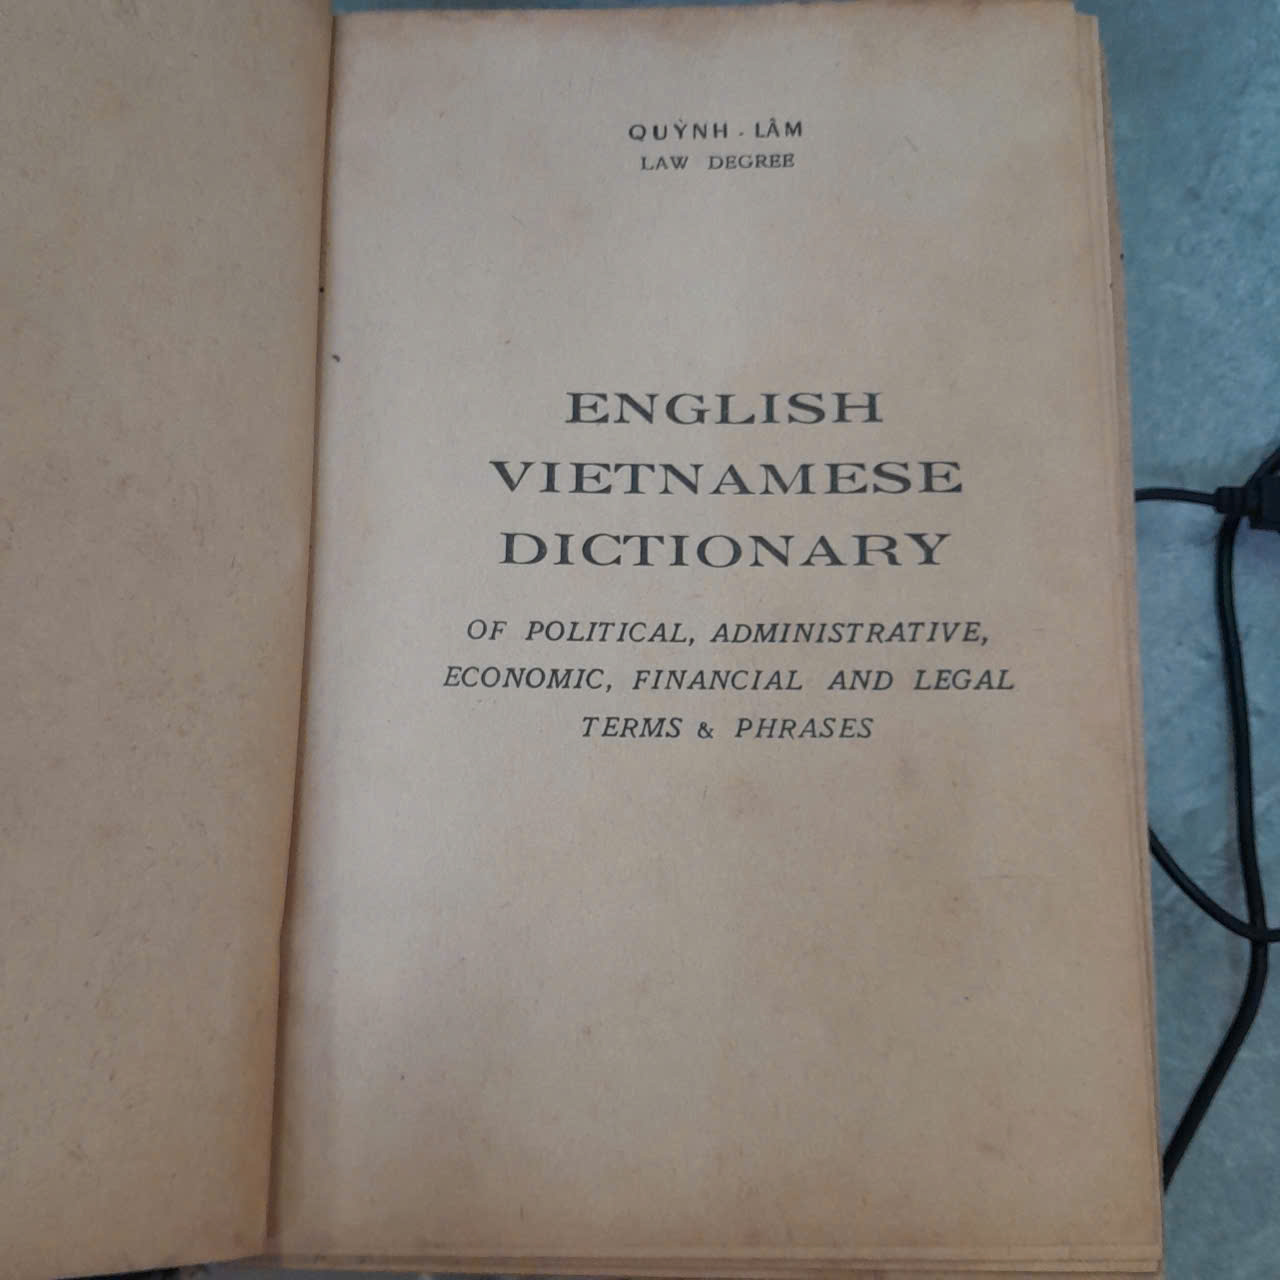 QUỲNH - LÂM
LAW DEGREE
ENGLISH
VIETNAMESE
DICTIONARY
OF POLITICAL, ADMINISTRATIVE,
ECONOMIC, FINANCIAL AND LEGAL
TERMS & PHRASES